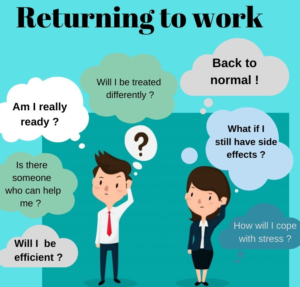 Returning to work
Back to
normal !
Will I be treated
differently ?
Am I really
ready ?
?
What if I
still have side
effects ?
Is there
someone
who can help
me ?
How will I cope
with stress ?
Will I be
efficient ?